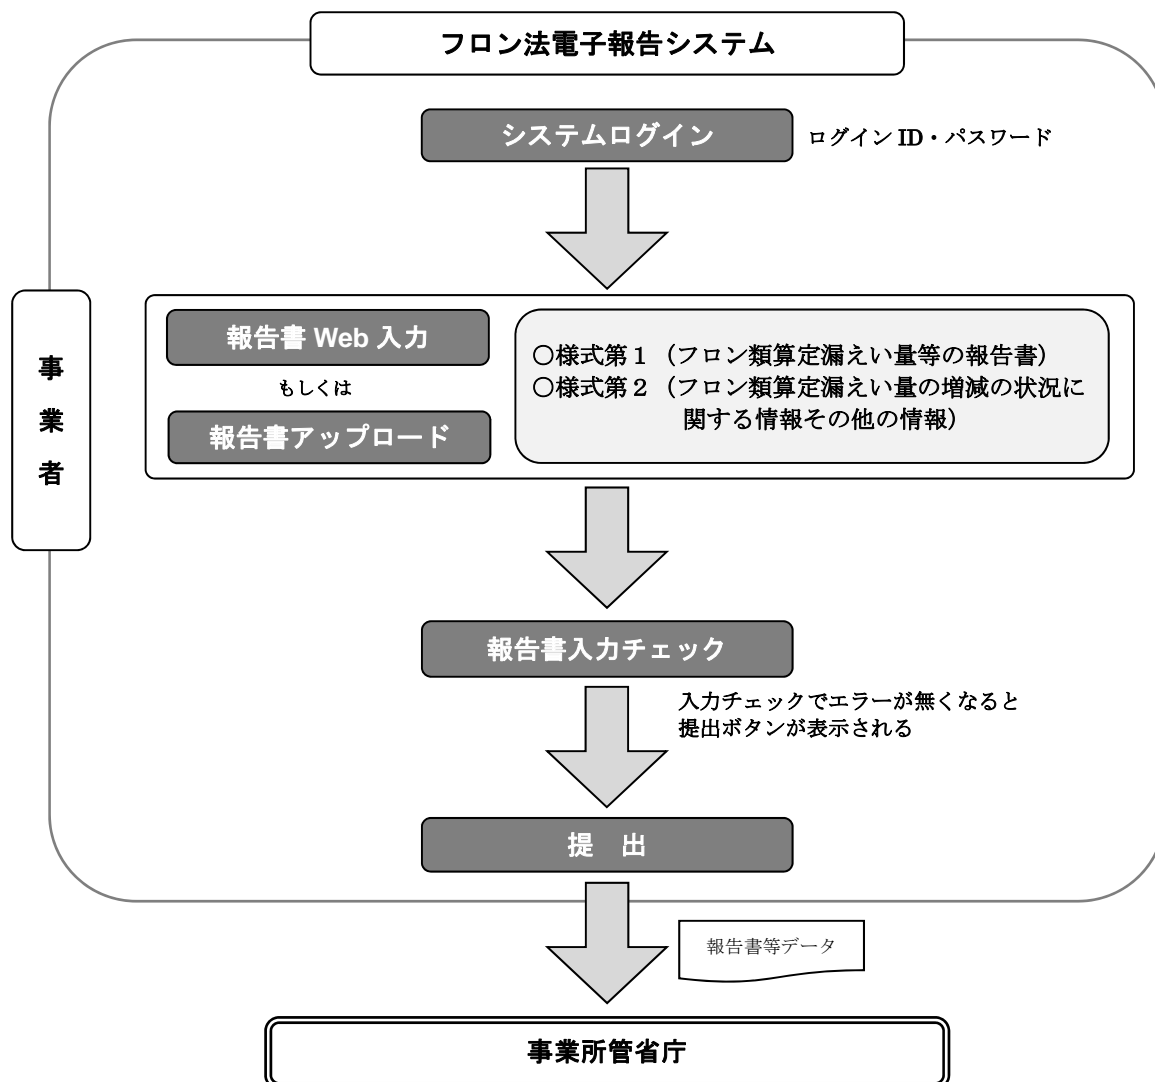 フロン法電子報告システム
システムログイン
ログイン ID・パスワード
事業者
報告書 Web 入力
もしくは
報告書アップロード
○様式第１（フロン類算定漏えい量等の報告書）
○様式第２（フロン類算定漏えい量の増減の状況に
関する情報その他の情報）
報告書入力チェック
入力チェックでエラーが無くなると
提出ボタンが表示される
提　出
報告書等データ
事業所管省庁